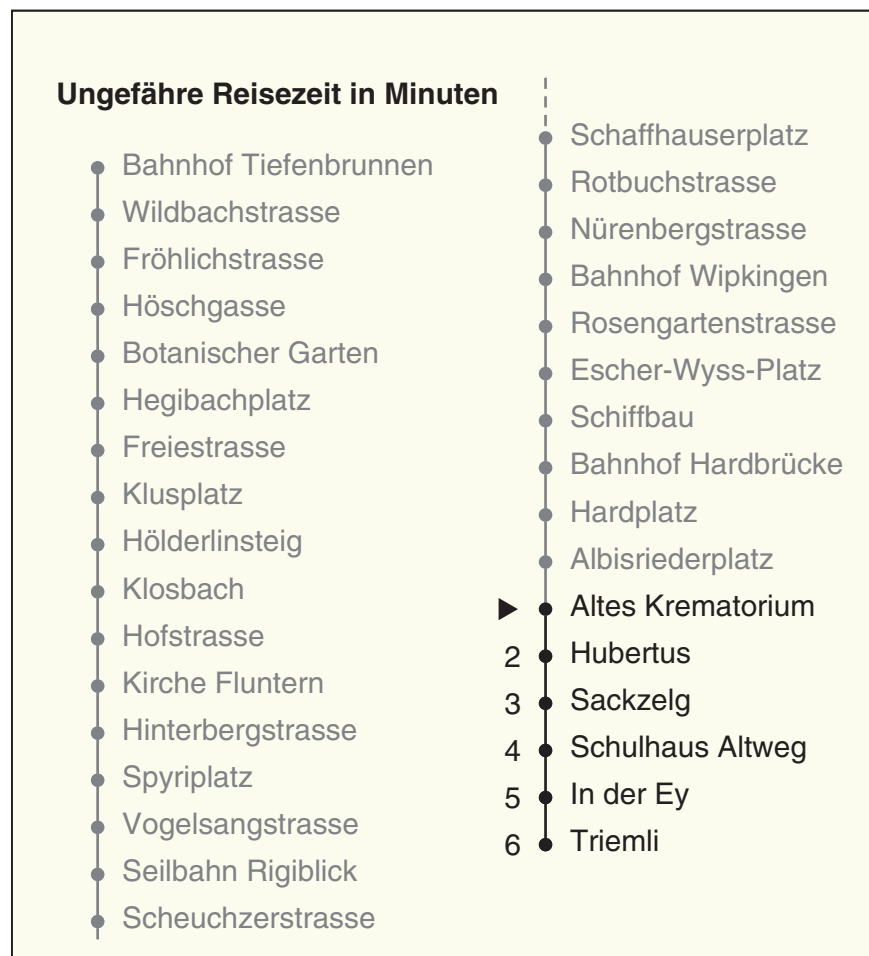 Ungefähre Reisezeit in Minuten
Bahnhof Tiefenbrunnen
Wildbachstrasse
Fröhlichstrasse
Höschgasse
Botanischer Garten
Hegibachplatz
Freiestrasse
Klusplatz
Hölderlinsteig
Klosbach
Hofstrasse
Kirche Fluntern
Hinterbergstrasse
Spyriplatz
Vogelsangstrasse
Seilbahn Rigiblick
Scheuchzerstrasse
Schaffhauserplatz
Rotbuchstrasse
Nürenbergstrasse
Bahnhof Wipkingen
Rosengartenstrasse
Escher-Wyss-Platz
Schiffbau
Bahnhof Hardbrücke
Hardplatz
Albisriederplatz
Altes Krematorium
2 Hubertus
3 Sackzelg
4 Schulhaus Altweg
5 In der Ey
6 Triemli